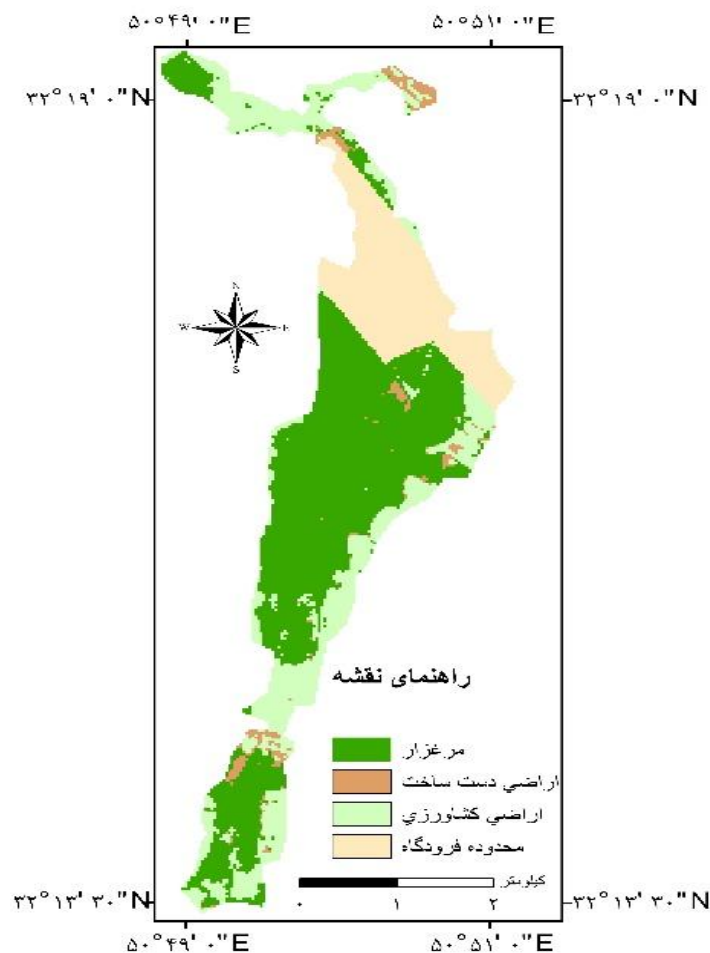 ۵۰°۴۹'۰"E ۵۰°۵۱'۰"E
۳۲°۱۹'۰"N ۳۲°۱۹'۰"N
N
W E
S
راهنمای نقشه
مرغزار
اراضي دست ساخت
اراضي كشاورزي
محدوده فرودگاه
کیلومتر
۰ ۱ ۲
۳۲°۱۳'۳۰"N ۳۲°۱۳'۳۰"N
۵۰°۴۹'۰"E ۵۰°۵۱'۰"E